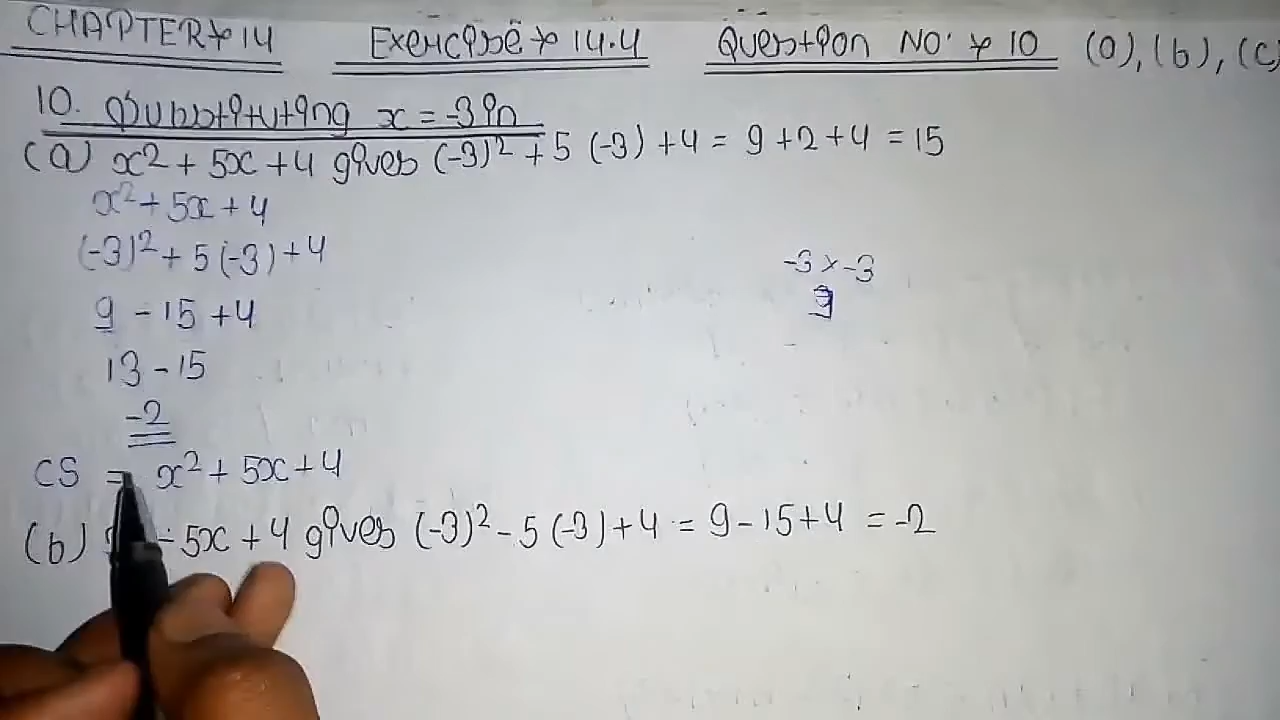 CHAPTER → 14 Exercise → 14.4 Question NO. → 10 (a), (b), (c
10. Substituting x = -3 in
(a) x² + 5x + 4 gives (-3)² + 5 (-3) + 4 = 9 + 2 + 4 = 15
x² + 5x + 4
(-3)² + 5 (-3) + 4
-3 × -3
9 - 15 + 4
9
13 - 15
-2
CS = x² + 5x + 4
(b) - 5x + 4 gives (-3)² - 5 (-3) + 4 = 9 - 15 + 4 = -2